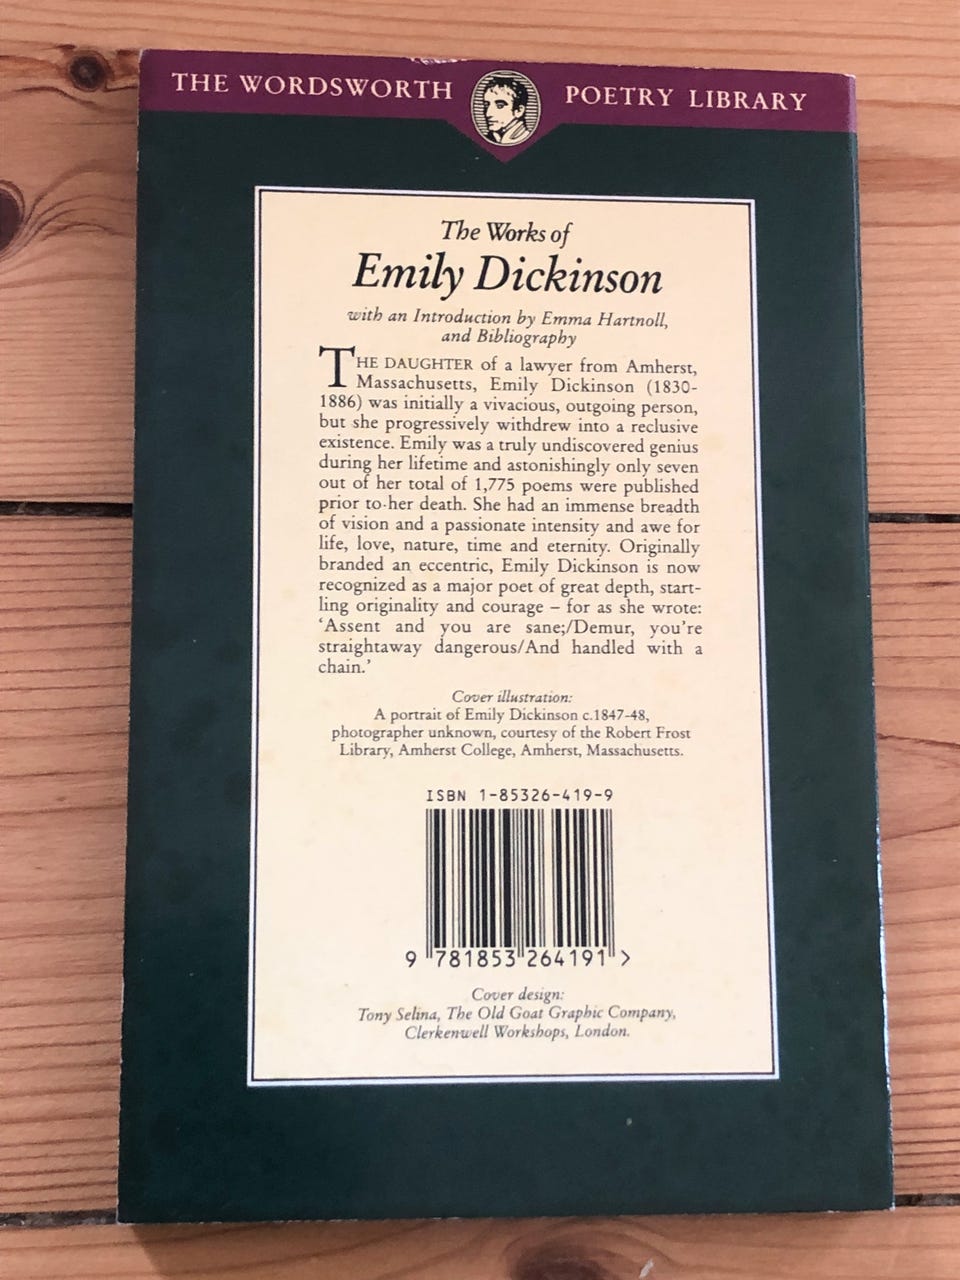 THE WORDSWORTH POETRY LIBRARY
The Works of
Emily Dickinson
with an Introduction by Emma Hartnoll,
and Bibliography
THE DAUGHTER of a lawyer from Amherst,
Massachusetts, Emily Dickinson (1830-
1886) was initially a vivacious, outgoing person,
but she progressively withdrew into a reclusive
existence. Emily was a truly undiscovered genius
during her lifetime and astonishingly only seven
out of her total of 1,775 poems were published
prior to her death. She had an immense breadth
of vision and a passionate intensity and awe for
life, love, nature, time and eternity. Originally
branded an eccentric, Emily Dickinson is now
recognized as a major poet of great depth, start-
ling originality and courage – for as she wrote:
‘Assent and you are sane;/Demur, you’re
straightaway dangerous/And handled with a
chain.’
Cover illustration:
A portrait of Emily Dickinson c.1847-48,
photographer unknown, courtesy of the Robert Frost
Library, Amherst College, Amherst, Massachusetts.
ISBN 1-85326-419-9
9 781853 264191 >
Cover design:
Tony Selina, The Old Goat Graphic Company,
Clerkenwell Workshops, London.